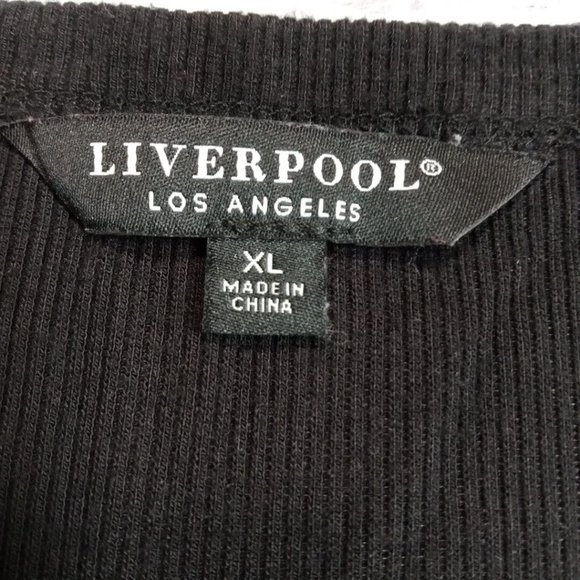 LIVERPOOL®
LOS ANGELES
XL
MADE IN
CHINA